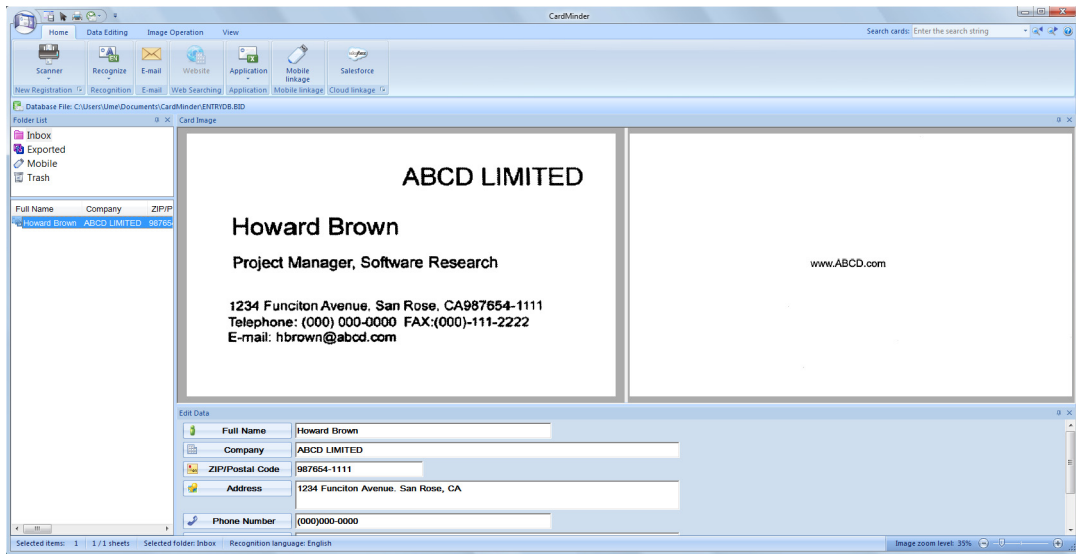 CardMinder
Home Data Editing Image Operation View
Search cards: Enter the search string
Scanner Recognize E-mail Website Application Mobile linkage Salesforce
New Registration Recognition E-mail Web Searching Application Mobile linkage Cloud linkage
Database File: C:\Users\Ume\Documents\CardMinder\ENTRYDB.BID
Folder List
Inbox
Exported
Mobile
Trash
Full Name Company ZIP/P
Howard Brown ABCD LIMITED 98765
Card Image
ABCD LIMITED
Howard Brown
Project Manager, Software Research
1234 Funciton Avenue. San Rose, CA987654-1111
Telephone: (000) 000-0000 FAX:(000)-111-2222
E-mail: hbrown@abcd.com
www.ABCD.com
Edit Data
Full Name Howard Brown
Company ABCD LIMITED
ZIP/Postal Code 987654-1111
Address 1234 Funciton Avenue. San Rose, CA
Phone Number (000)000-0000
Selected items: 1 1 / 1 sheets Selected folder: Inbox Recognition language: English Image zoom level: 35%